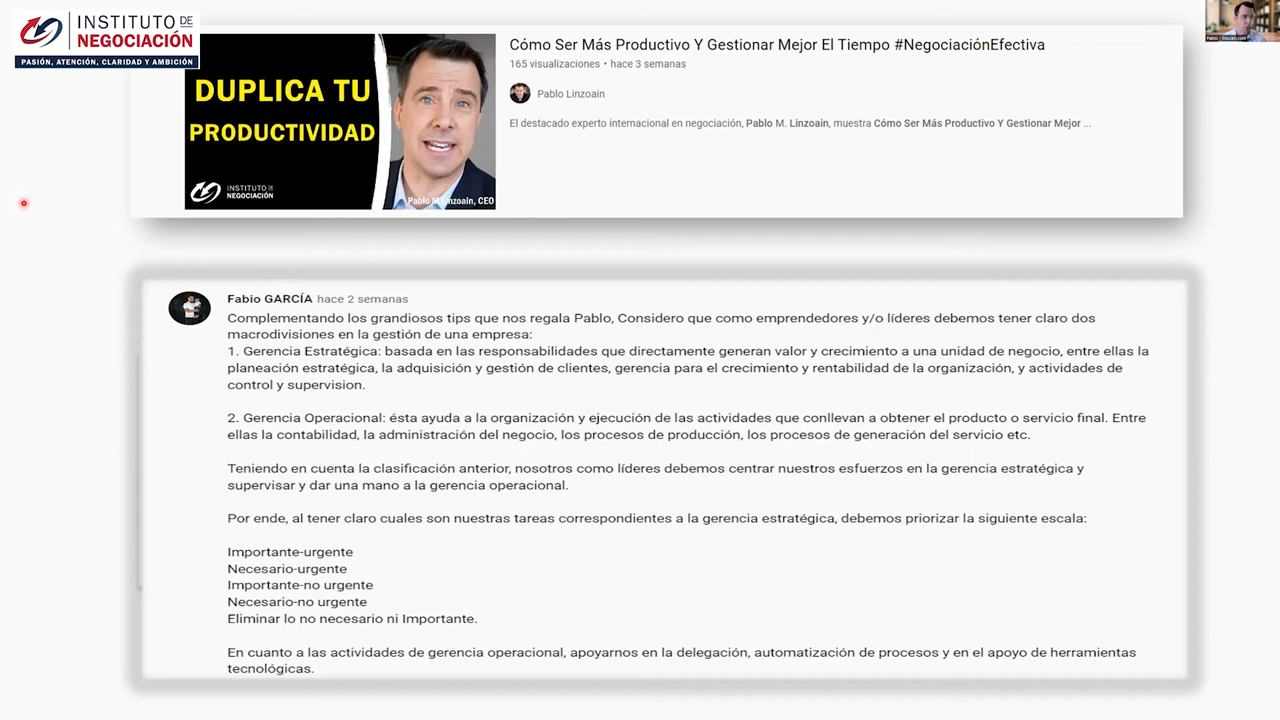 INSTITUTO DE
NEGOCIACIÓN
PASIÓN, ATENCIÓN, CLARIDAD Y AMBICIÓN
DUPLICA TU
PRODUCTIVIDAD
INSTITUTO DE
NEGOCIACIÓN
Pablo M Linzoain, CEO
Cómo Ser Más Productivo Y Gestionar Mejor El Tiempo #NegociaciónEfectiva
165 visualizaciones • hace 3 semanas
Pablo Linzoain
El destacado experto internacional en negociación, Pablo M. Linzoain, muestra Cómo Ser Más Productivo Y Gestionar Mejor ...
Pablo - linzoain.com
Fabio GARCÍA hace 2 semanas
Complementando los grandiosos tips que nos regala Pablo, Considero que como emprendedores y/o líderes debemos tener claro dos
macrodivisiones en la gestión de una empresa:
1. Gerencia Estratégica: basada en las responsabilidades que directamente generan valor y crecimiento a una unidad de negocio, entre ellas la
planeación estratégica, la adquisición y gestión de clientes, gerencia para el crecimiento y rentabilidad de la organización, y actividades de
control y supervision.
2. Gerencia Operacional: ésta ayuda a la organización y ejecución de las actividades que conllevan a obtener el producto o servicio final. Entre
ellas la contabilidad, la administración del negocio, los procesos de producción, los procesos de generación del servicio etc.
Teniendo en cuenta la clasificación anterior, nosotros como líderes debemos centrar nuestros esfuerzos en la gerencia estratégica y
supervisar y dar una mano a la gerencia operacional.
Por ende, al tener claro cuales son nuestras tareas correspondientes a la gerencia estratégica, debemos priorizar la siguiente escala:
Importante-urgente
Necesario-urgente
Importante-no urgente
Necesario-no urgente
Eliminar lo no necesario ni Importante.
En cuanto a las actividades de gerencia operacional, apoyarnos en la delegación, automatización de procesos y en el apoyo de herramientas
tecnológicas.